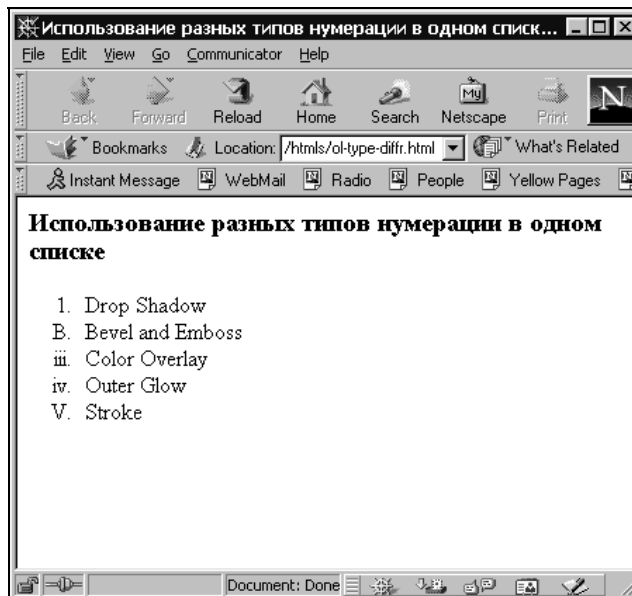 Использование разных типов нумерации в одном списк...
File Edit View Go Communicator Help
Back Forward Reload Home Search Netscape Print
My
N
Bookmarks Location: /htmls/ol-type-diffr.html What's Related
Instant Message WebMail Radio People Yellow Pages
Использование разных типов нумерации в одном
списке
1. Drop Shadow
B. Bevel and Emboss
iii. Color Overlay
iv. Outer Glow
V. Stroke
Document: Done